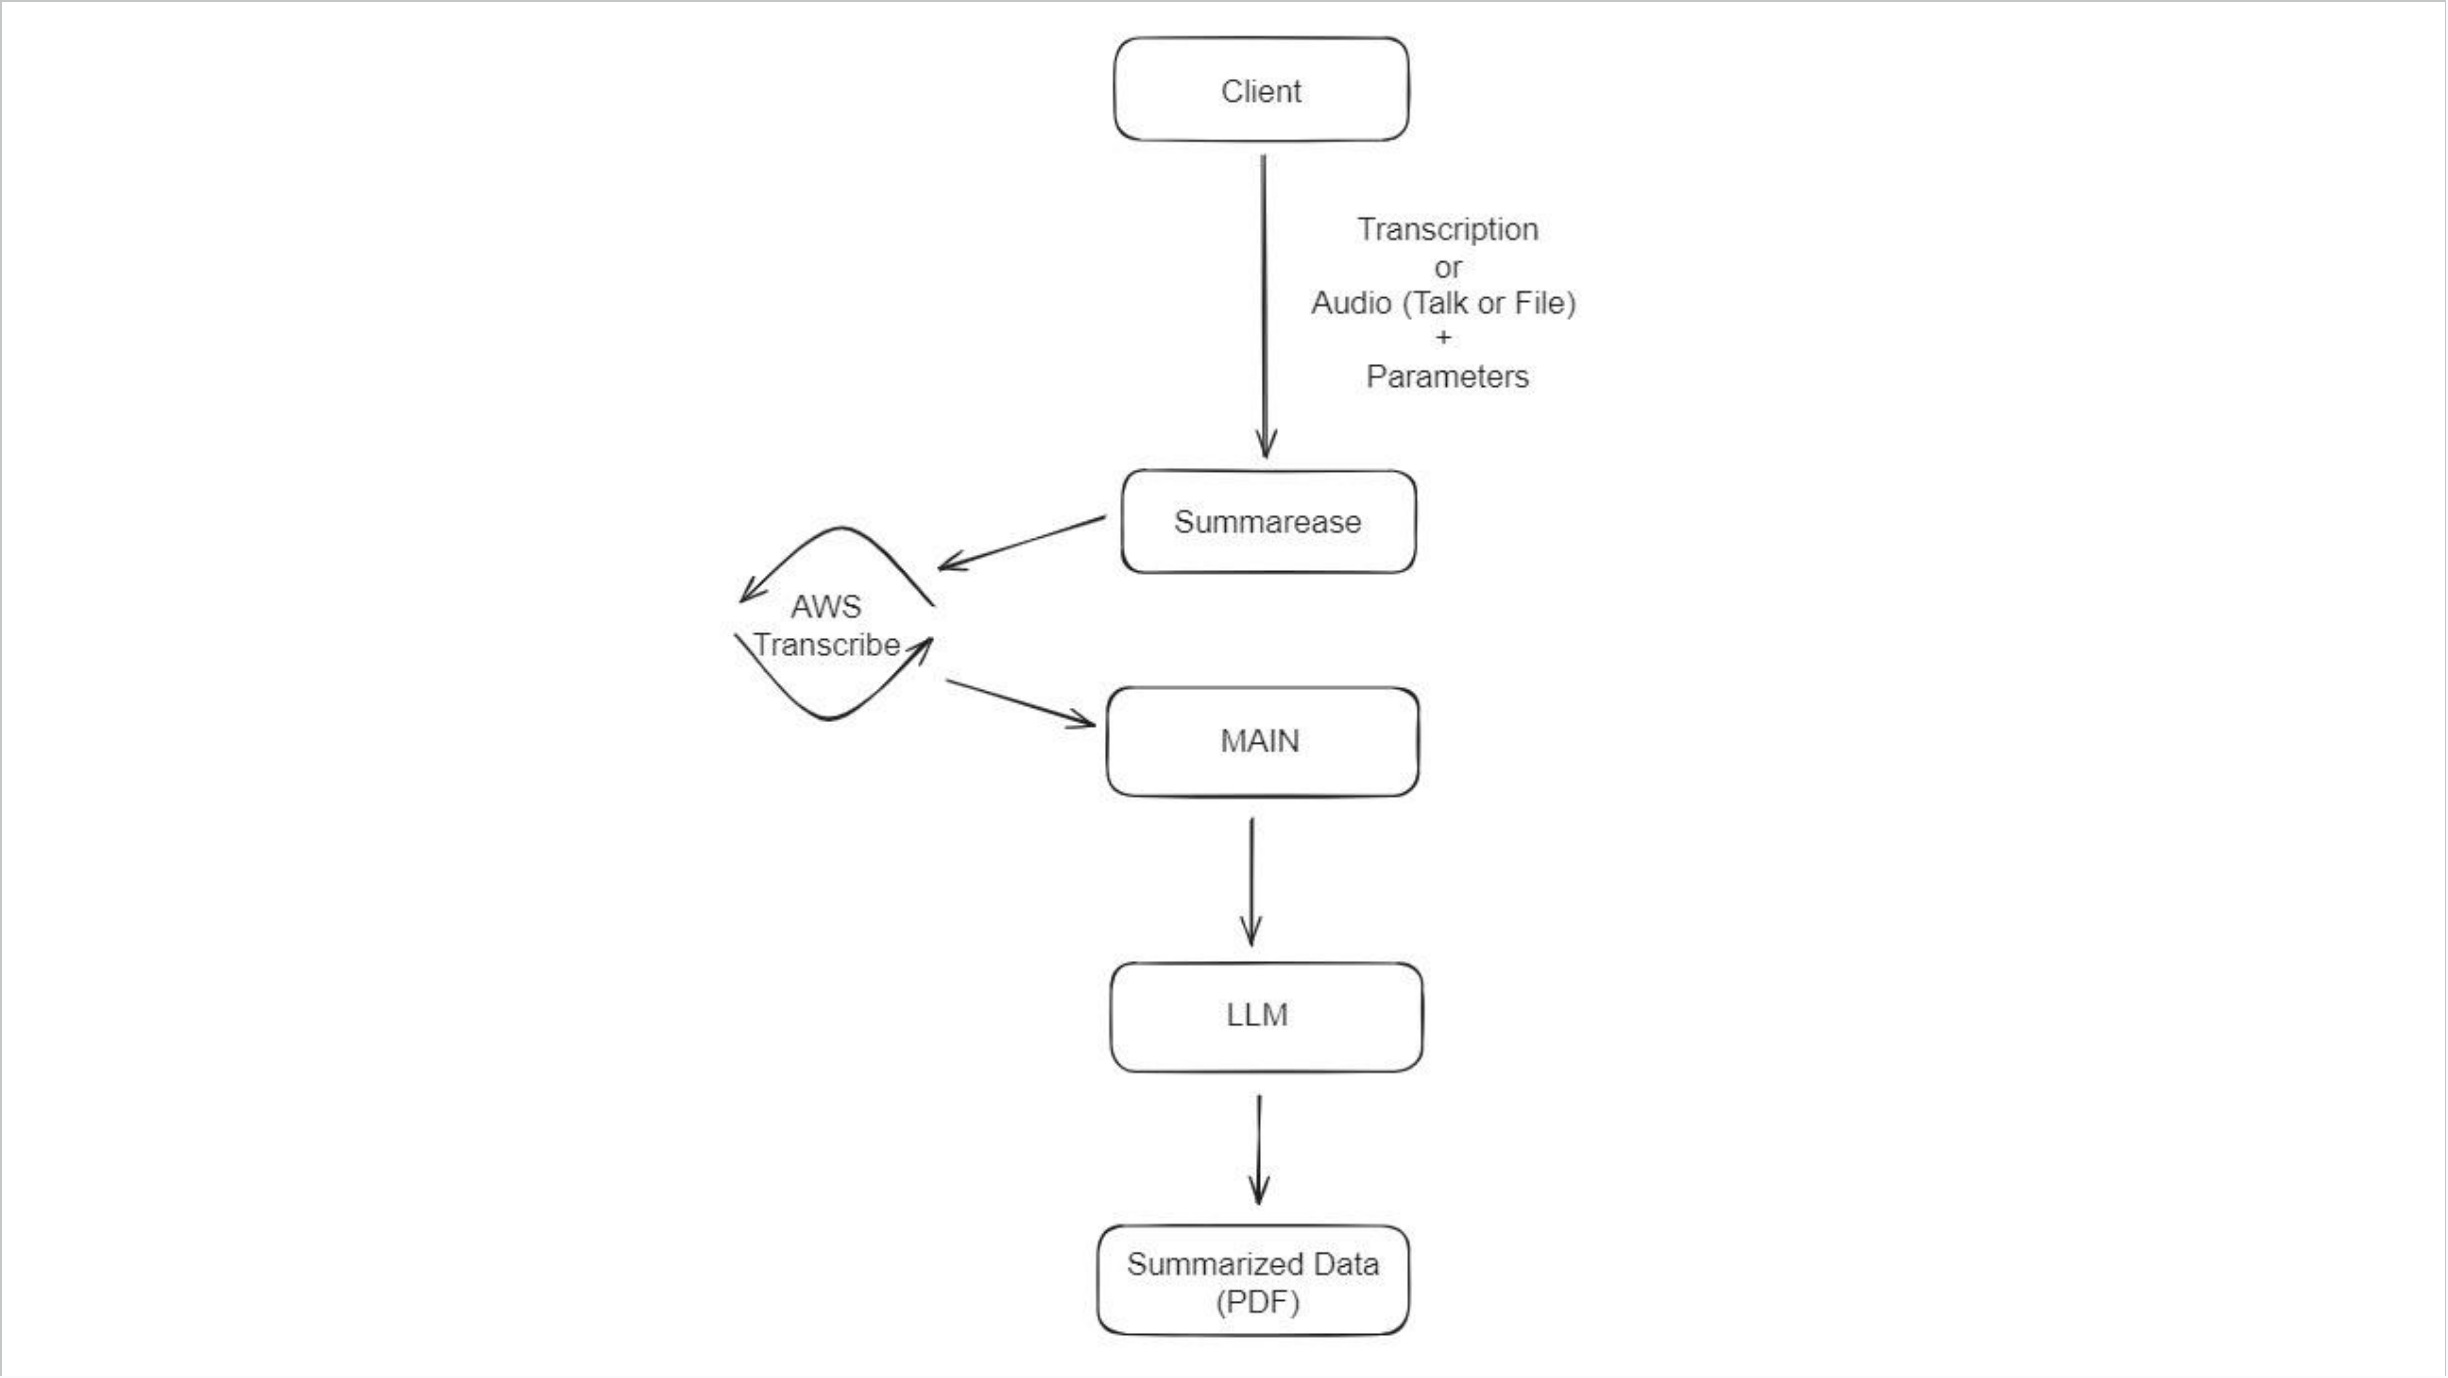 Client
Transcription
or
Audio (Talk or File)
+
Parameters
Summarease
AWS
Transcribe
MAIN
LLM
Summarized Data
(PDF)